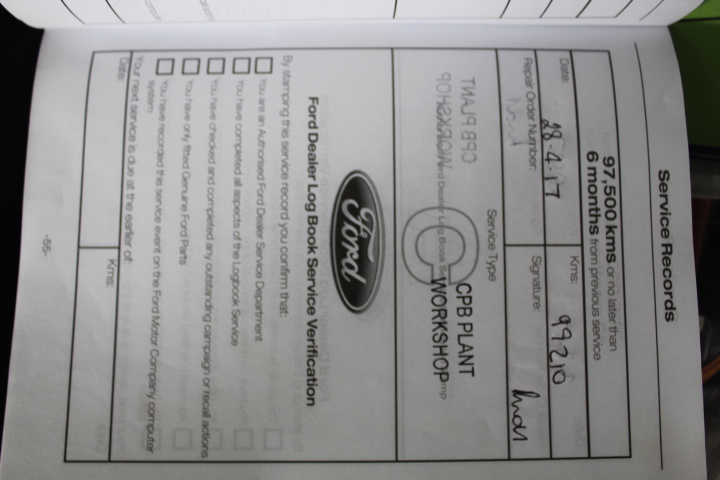 Service Records
97,500 kms or no later than
6 months from previous service
Date: 28.4.17
Kms: 99210
Repair Order Number:
Signature:
Service Type
CPB PLANT
WORKSHOP
Ford
Ford Dealer Log Book Service Verification
By stamping this service record you confirm that:
You are an Authorised Ford Dealer Service Department
You have completed all aspects of the Logbook Service
You have checked and completed any outstanding campaign or recall actions
You have only fitted Genuine Ford Parts
You have recorded this service event on the Ford Motor Company computer
system
Your next service is due at the earlier of:
Date:
Kms:
-55-